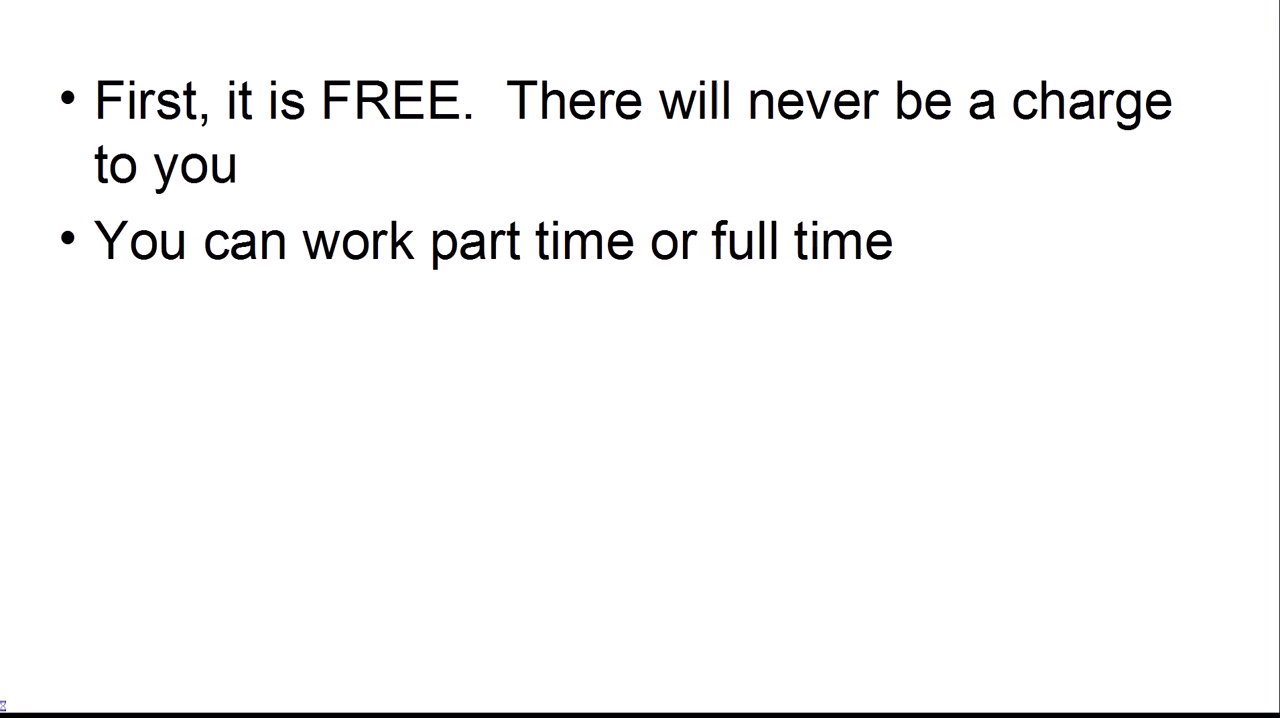 • First, it is FREE.  There will never be a charge
to you
• You can work part time or full time